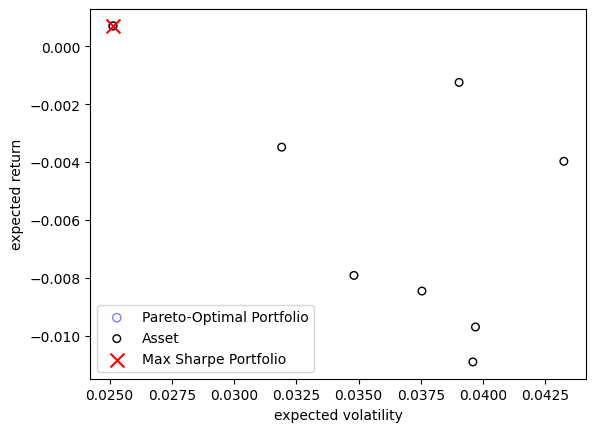 0.000
−0.002
−0.004
−0.006
−0.008
−0.010
expected return
Pareto-Optimal Portfolio
Asset
Max Sharpe Portfolio
0.0250 0.0275 0.0300 0.0325 0.0350 0.0375 0.0400 0.0425
expected volatility